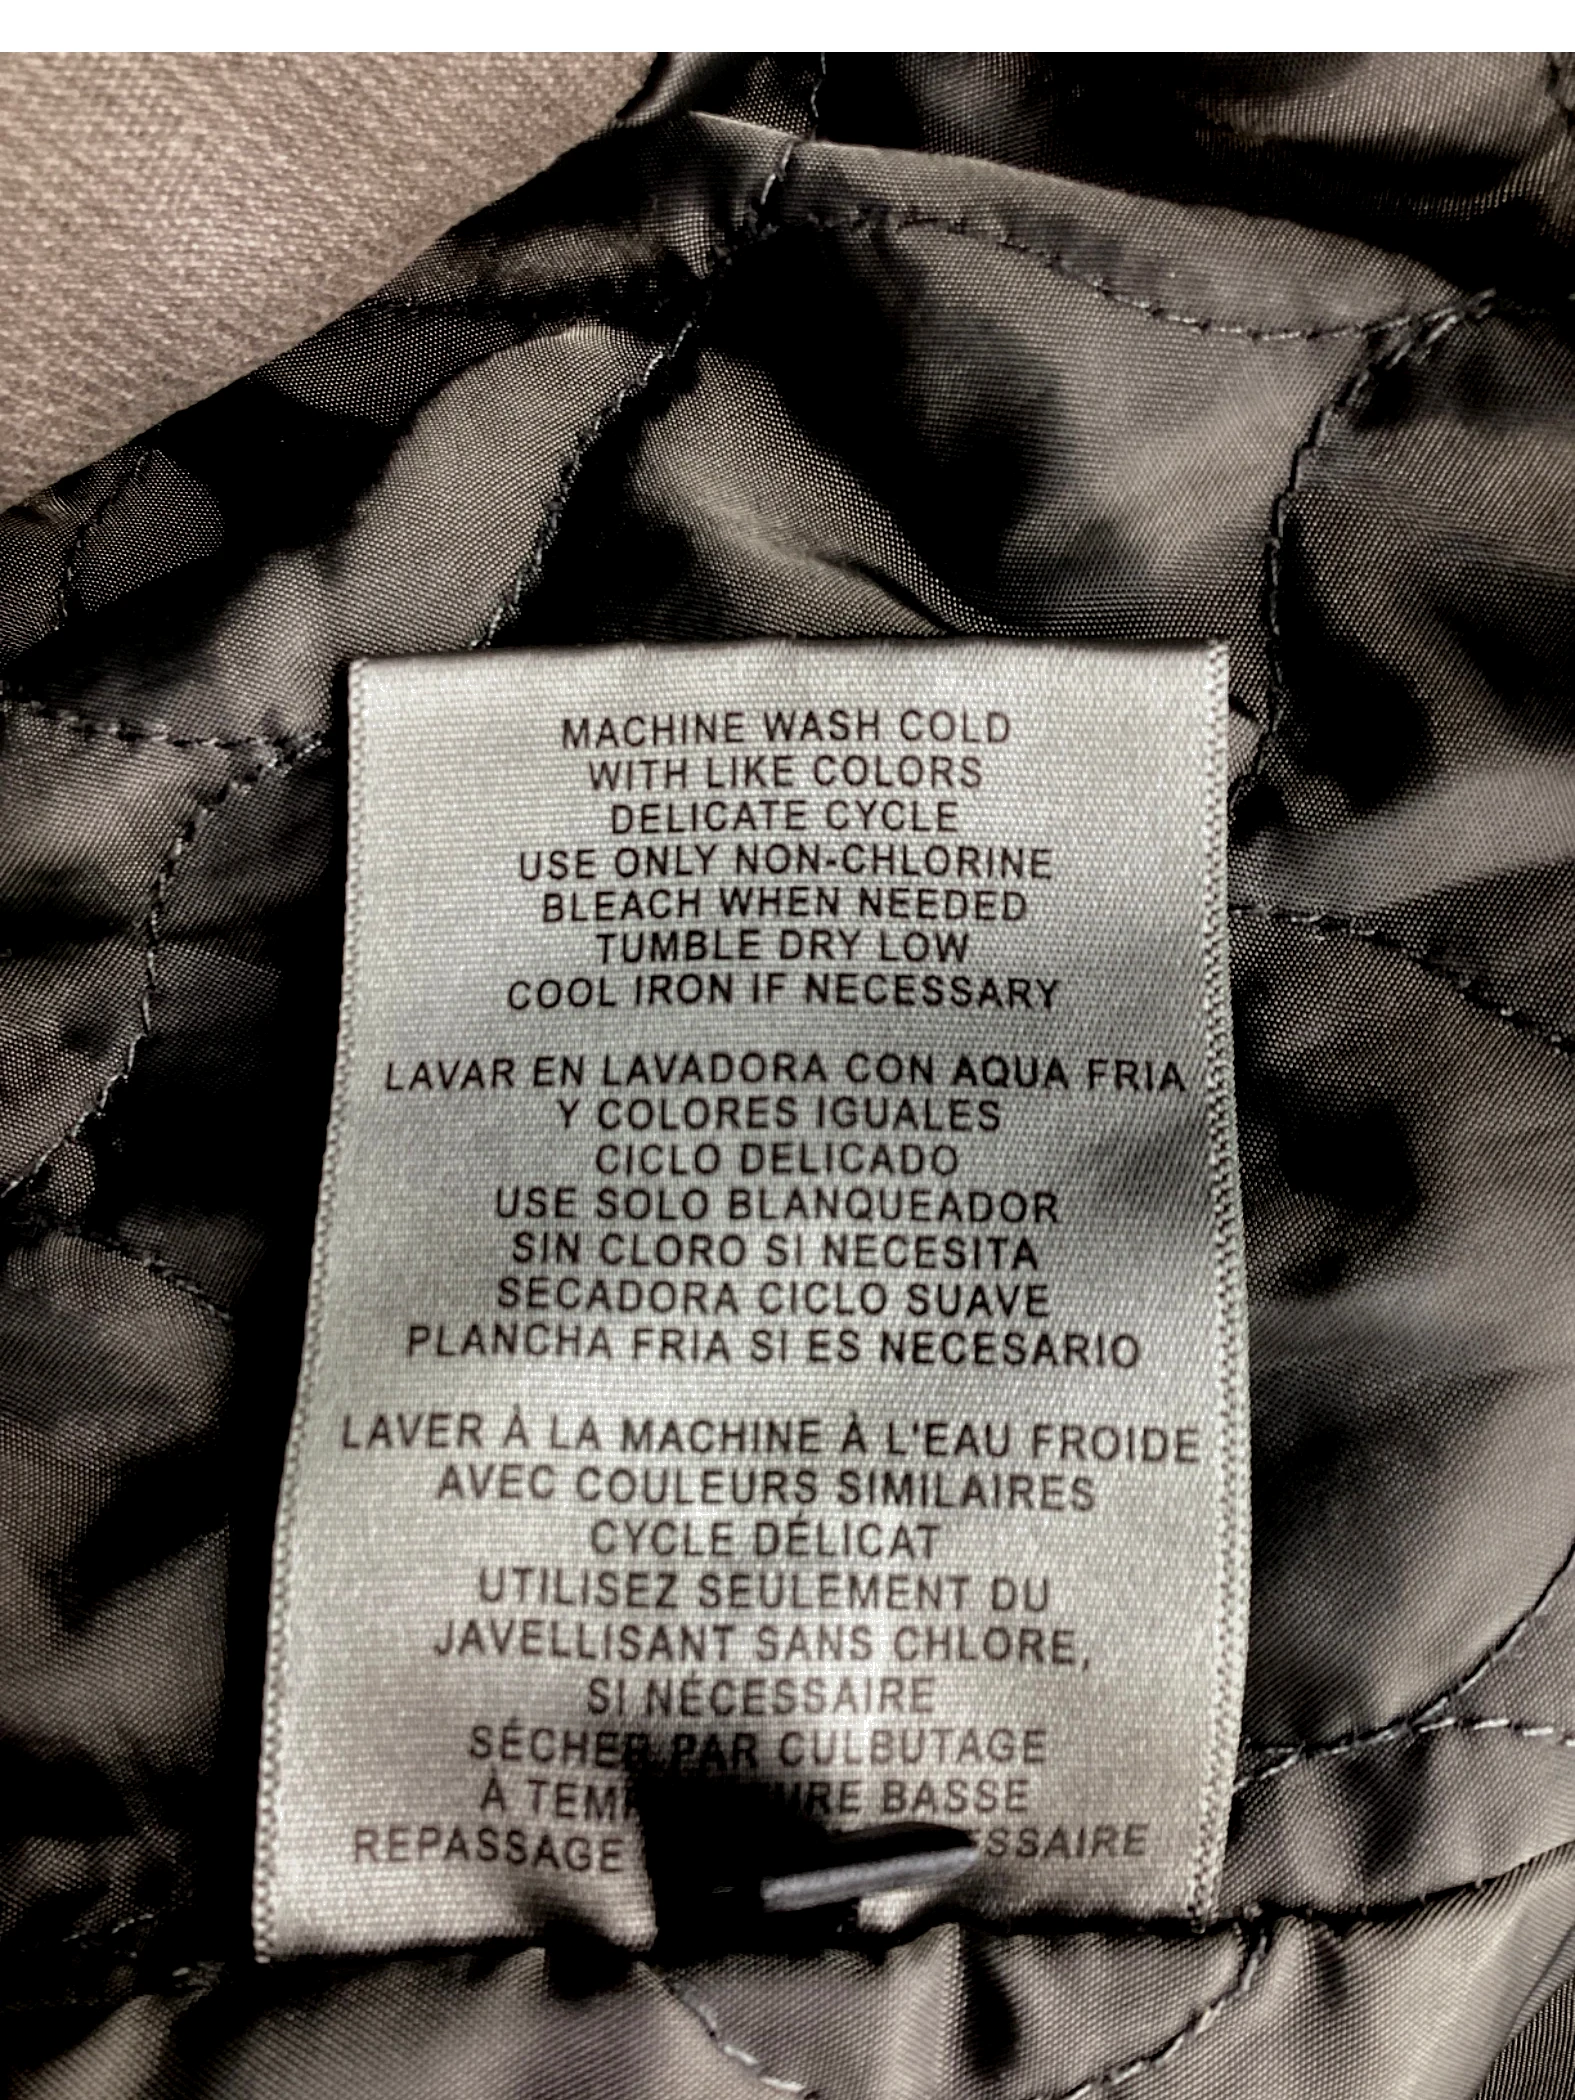 MACHINE WASH COLD
WITH LIKE COLORS
DELICATE CYCLE
USE ONLY NON-CHLORINE
BLEACH WHEN NEEDED
TUMBLE DRY LOW
COOL IRON IF NECESSARY
LAVAR EN LAVADORA CON AQUA FRIA
Y COLORES IGUALES
CICLO DELICADO
USE SOLO BLANQUEADOR
SIN CLORO SI NECESITA
SECADORA CICLO SUAVE
PLANCHA FRIA SI ES NECESARIO
LAVER À LA MACHINE À L'EAU FROIDE
AVEC COULEURS SIMILAIRES
CYCLE DÉLICAT
UTILISEZ SEULEMENT DU
JAVELLISANT SANS CHLORE,
SI NÉCESSAIRE
SÉCHER PAR CULBUTAGE
À BASSE
REPASSAGE